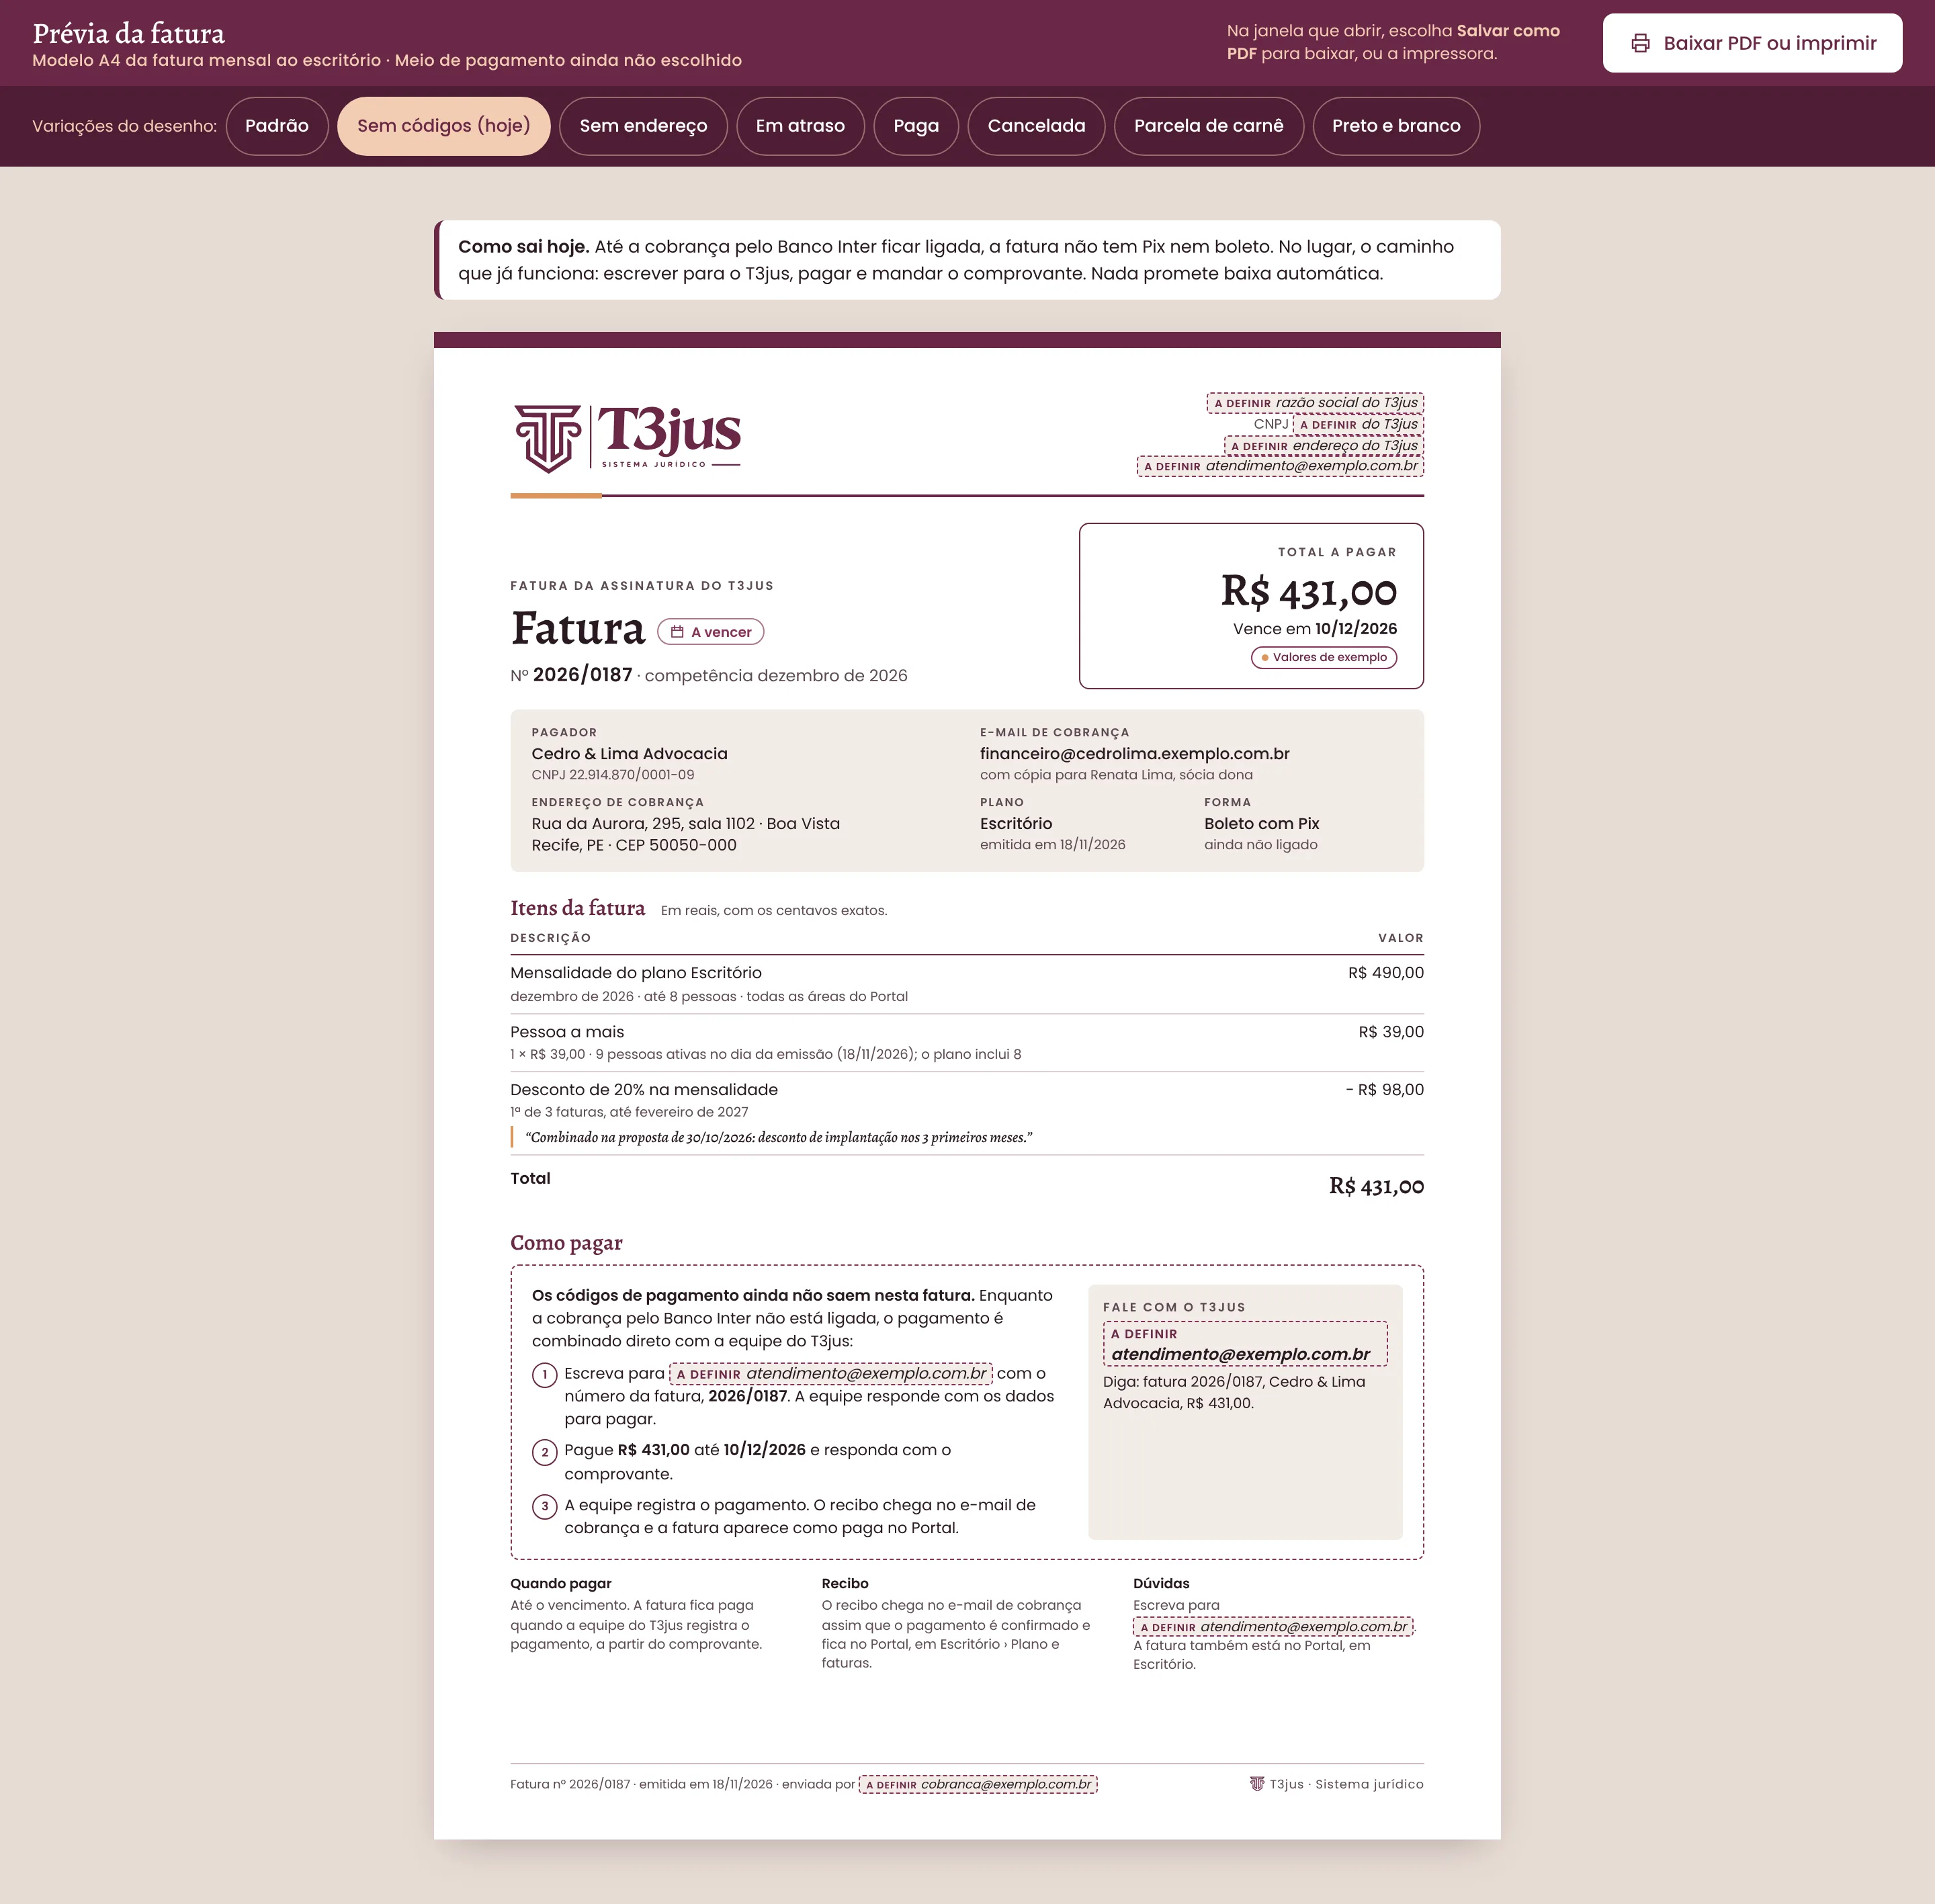 Prévia da fatura
Modelo A4 da fatura mensal ao escritório · Meio de pagamento ainda não escolhido
Na janela que abrir, escolha Salvar como
PDF para baixar, ou a impressora.
Baixar PDF ou imprimir
Variações do desenho:
Padrão
Sem códigos (hoje)
Sem endereço
Em atraso
Paga
Cancelada
Parcela de carnê
Preto e branco
Como sai hoje. Até a cobrança pelo Banco Inter ficar ligada, a fatura não tem Pix nem boleto. No lugar, o caminho
que já funciona: escrever para o T3jus, pagar e mandar o comprovante. Nada promete baixa automática.
T3jus
SISTEMA JURÍDICO
A DEFINIR razão social do T3jus
CNPJ A DEFINIR do T3jus
A DEFINIR endereço do T3jus
A DEFINIR atendimento@exemplo.com.br
FATURA DA ASSINATURA DO T3JUS
Fatura
A vencer
Nº 2026/0187 · competência dezembro de 2026
TOTAL A PAGAR
R$ 431,00
Vence em 10/12/2026
Valores de exemplo
PAGADOR
Cedro & Lima Advocacia
CNPJ 22.914.870/0001-09
E-MAIL DE COBRANÇA
financeiro@cedrolima.exemplo.com.br
com cópia para Renata Lima, sócia dona
ENDEREÇO DE COBRANÇA
Rua da Aurora, 295, sala 1102 · Boa Vista
Recife, PE · CEP 50050-000
PLANO
Escritório
emitida em 18/11/2026
FORMA
Boleto com Pix
ainda não ligado
Itens da fatura
Em reais, com os centavos exatos.
DESCRIÇÃO
VALOR
Mensalidade do plano Escritório
R$ 490,00
dezembro de 2026 · até 8 pessoas · todas as áreas do Portal
Pessoa a mais
R$ 39,00
1 × R$ 39,00 · 9 pessoas ativas no dia da emissão (18/11/2026); o plano inclui 8
Desconto de 20% na mensalidade
− R$ 98,00
1ª de 3 faturas, até fevereiro de 2027
“Combinado na proposta de 30/10/2026: desconto de implantação nos 3 primeiros meses.”
Total
R$ 431,00
Como pagar
Os códigos de pagamento ainda não saem nesta fatura. Enquanto
a cobrança pelo Banco Inter não está ligada, o pagamento é
combinado direto com a equipe do T3jus:
1 Escreva para A DEFINIR atendimento@exemplo.com.br com o
número da fatura, 2026/0187. A equipe responde com os dados
para pagar.
2 Pague R$ 431,00 até 10/12/2026 e responda com o
comprovante.
3 A equipe registra o pagamento. O recibo chega no e-mail de
cobrança e a fatura aparece como paga no Portal.
FALE COM O T3JUS
A DEFINIR
atendimento@exemplo.com.br
Diga: fatura 2026/0187, Cedro & Lima
Advocacia, R$ 431,00.
Quando pagar
Até o vencimento. A fatura fica paga
quando a equipe do T3jus registra o
pagamento, a partir do comprovante.
Recibo
O recibo chega no e-mail de cobrança
assim que o pagamento é confirmado e
fica no Portal, em Escritório › Plano e
faturas.
Dúvidas
Escreva para
A DEFINIR atendimento@exemplo.com.br.
A fatura também está no Portal, em
Escritório.
Fatura nº 2026/0187 · emitida em 18/11/2026 · enviada por A DEFINIR cobranca@exemplo.com.br
T3jus · Sistema jurídico